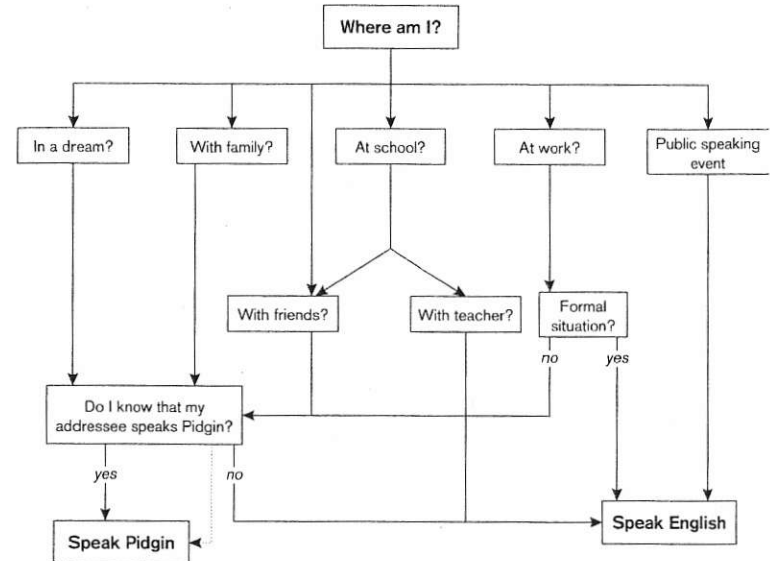 Where am I?
In a dream?
With family?
At school?
At work?
Public speaking
event
With friends?
With teacher?
Formal
situation?
no
yes
Do I know that my
addressee speaks Pidgin?
yes
no
Speak Pidgin
Speak English